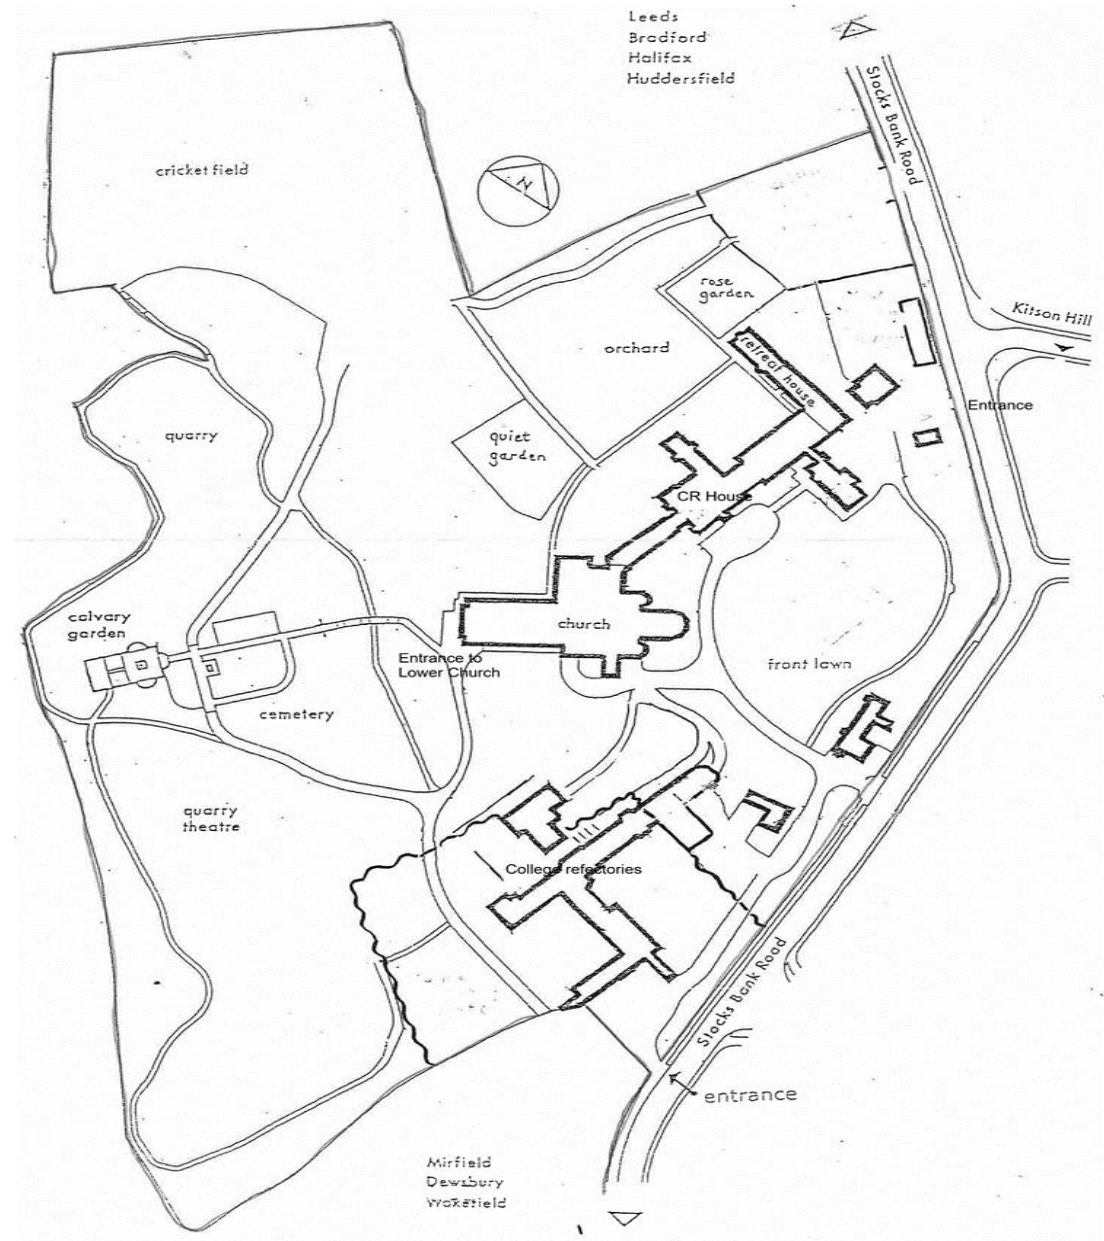 Leeds
Bradford
Halifax
Huddersfield
Stocks Bank Road
cricket field
N
rose
garden
Kitson Hill
orchard
retreat house
Entrance
quarry
quiet
garden
CR House
calvary
garden
church
Entrance to
Lower Church
front lawn
cemetery
quarry
theatre
College refectories
Stocks Bank Road
entrance
Mirfield
Dewsbury
Wakefield